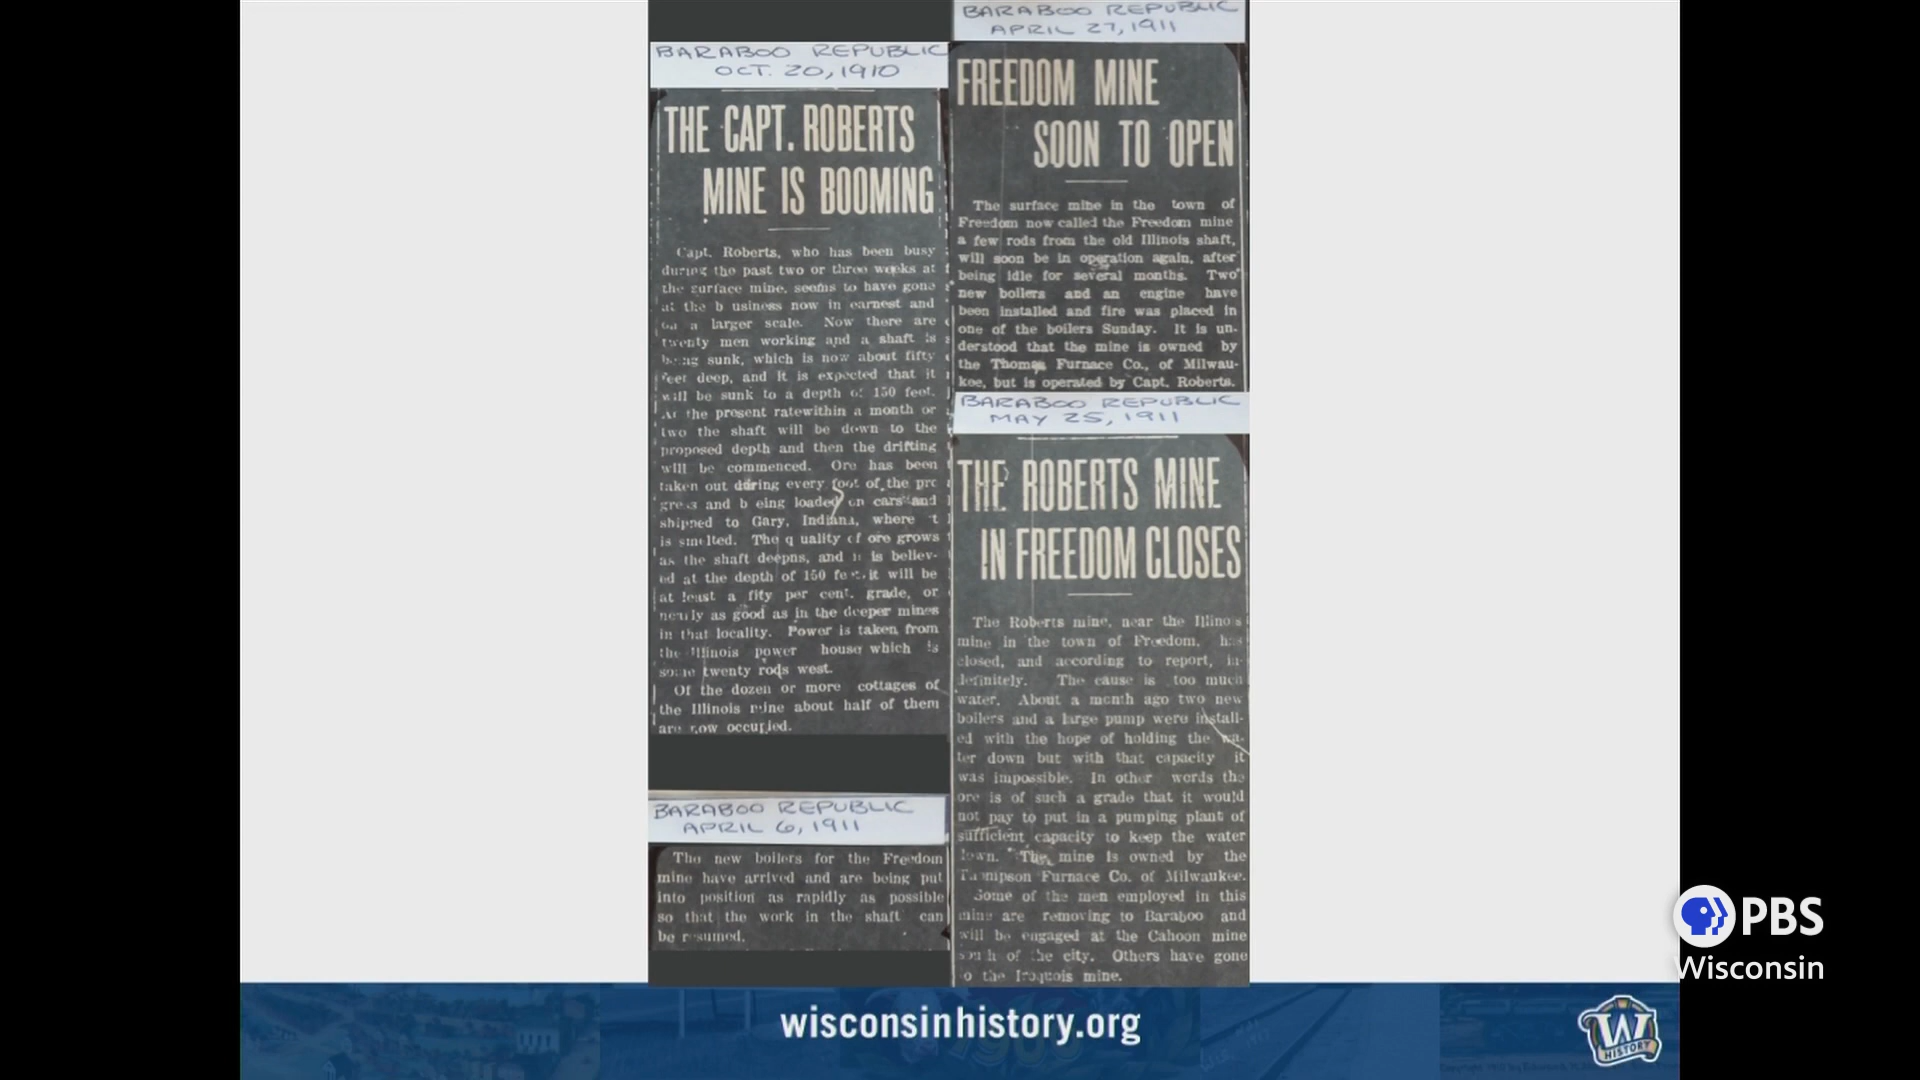 BARABOO REPUBLIC
OCT. 20, 1910
THE CAPT. ROBERTS
MINE IS BOOMING
Capt. Roberts, who has been busy
during the past two or three weeks at
the surface mine, seems to have gone
at the b usiness now in earnest and
on a larger scale. Now there are
twenty men working and a shaft is
being sunk, which is now about fifty
feet deep, and it is expected that it
will be sunk to a depth of 150 feet.
At the present ratewithin a month or
two the shaft will be down to the
proposed depth and then the drifting
will be commenced. Ore has been
taken out during every foot of the pro
gress and b eing loaded on cars and
shipped to Gary, Indiana, where t
is smelted. The q uality of ore grows
as the shaft deepns, and it is believ-
ed at the depth of 150 feet it will be
at least a fity per cent. grade, or
nearly as good as in the deeper mines
in that locality. Power is taken from
the Illinois power house which is
some twenty rods west.
Of the dozen or more cottages of
the Illinois mine about half of them
are now occupied.
BARABOO REPUBLIC
APRIL 6, 1911
The new boilers for the Freedom
mine have arrived and are being put
into position as rapidly as possible
so that the work in the shaft can
be resumed.
BARABOO REPUBLIC
APRIL 27, 1911
FREEDOM MINE
SOON TO OPEN
The surface mine in the town of
Freedom now called the Freedom mine
a few rods from the old Illinois shaft,
will soon be in operation again, after
being idle for several months. Two
new boilers and an engine have
been installed and fire was placed in
one of the boilers Sunday. It is un-
derstood that the mine is owned by
the Thomas Furnace Co., of Milwau-
kee, but is operated by Capt. Roberts.
BARABOO REPUBLIC
MAY 25, 1911
THE ROBERTS MINE
IN FREEDOM CLOSES
The Roberts mine, near the Illinois
mine in the town of Freedom, has
closed, and according to report, in-
definitely. The cause is too much
water. About a month ago two new
boilers and a large pump were install-
ed with the hope of holding the wa-
ter down but with that capacity it
was impossible. In other words the
ore is of such a grade that it would
not pay to put in a pumping plant of
sufficient capacity to keep the water
down. The mine is owned by the
Thompson Furnace Co. of Milwaukee.
Some of the men employed in this
mine are removing to Baraboo and
will be engaged at the Cahoon mine
south of the city. Others have gone
to the Iroquois mine.
PBS
Wisconsin
wisconsinhistory.org
W
HISTORY